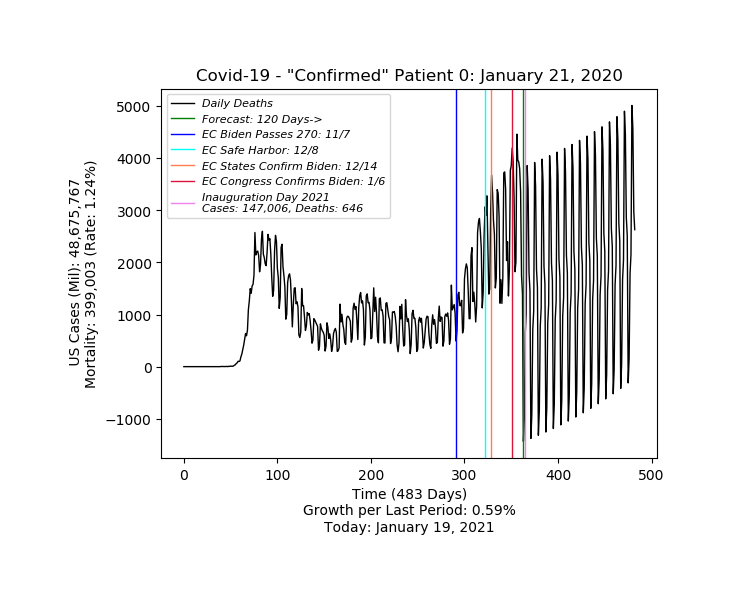 Covid-19 - "Confirmed" Patient 0: January 21, 2020
Daily Deaths
Forecast: 120 Days->
EC Biden Passes 270: 11/7
EC Safe Harbor: 12/8
EC States Confirm Biden: 12/14
EC Congress Confirms Biden: 1/6
Inauguration Day 2021
Cases: 147,006, Deaths: 646
US Cases (Mil): 48,675,767
Mortality: 399,003 (Rate: 1.24%)
5000
4000
3000
2000
1000
0
−1000
0 100 200 300 400 500
Time (483 Days)
Growth per Last Period: 0.59%
Today: January 19, 2021